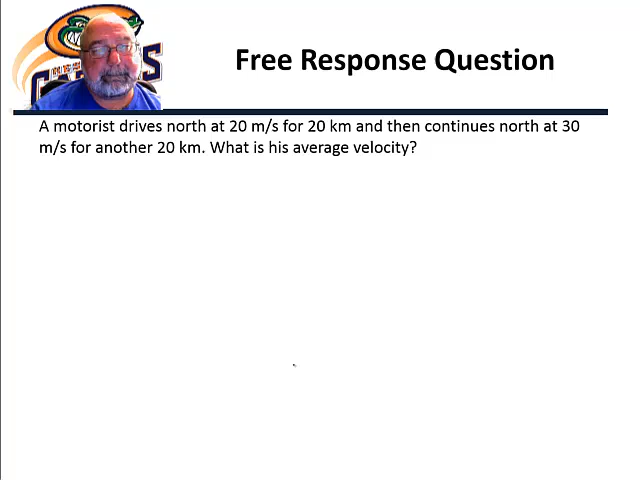 Free Response Question
A motorist drives north at 20 m/s for 20 km and then continues north at 30
m/s for another 20 km. What is his average velocity?